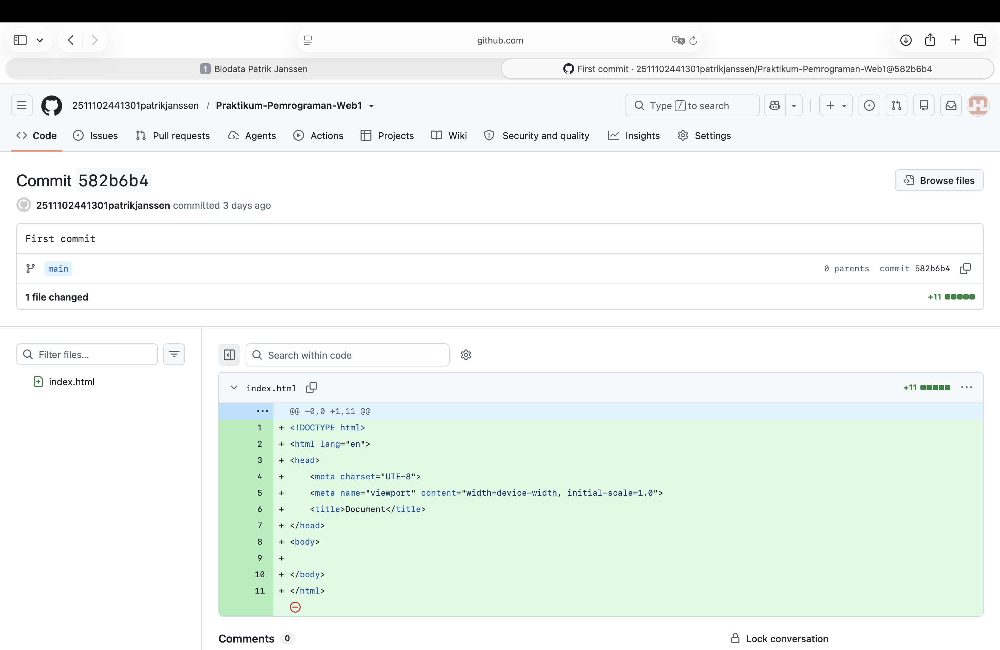 github.com
1 Biodata Patrik Janssen
First commit · 2511102441301patrikjanssen/Praktikum-Pemrograman-Web1@582b6b4
2511102441301patrikjanssen / Praktikum-Pemrograman-Web1
Type / to search
Code Issues Pull requests Agents Actions Projects Wiki Security and quality Insights Settings
Commit 582b6b4
Browse files
2511102441301patrikjanssen committed 3 days ago
First commit
main
0 parents commit 582b6b4
1 file changed
+11
Filter files...
index.html
Search within code
index.html
+11
@@ -0,0 +1,11 @@
1 + <!DOCTYPE html>
2 + <html lang="en">
3 + <head>
4 +     <meta charset="UTF-8">
5 +     <meta name="viewport" content="width=device-width, initial-scale=1.0">
6 +     <title>Document</title>
7 + </head>
8 + <body>
9 +
10 + </body>
11 + </html>
Comments 0
Lock conversation